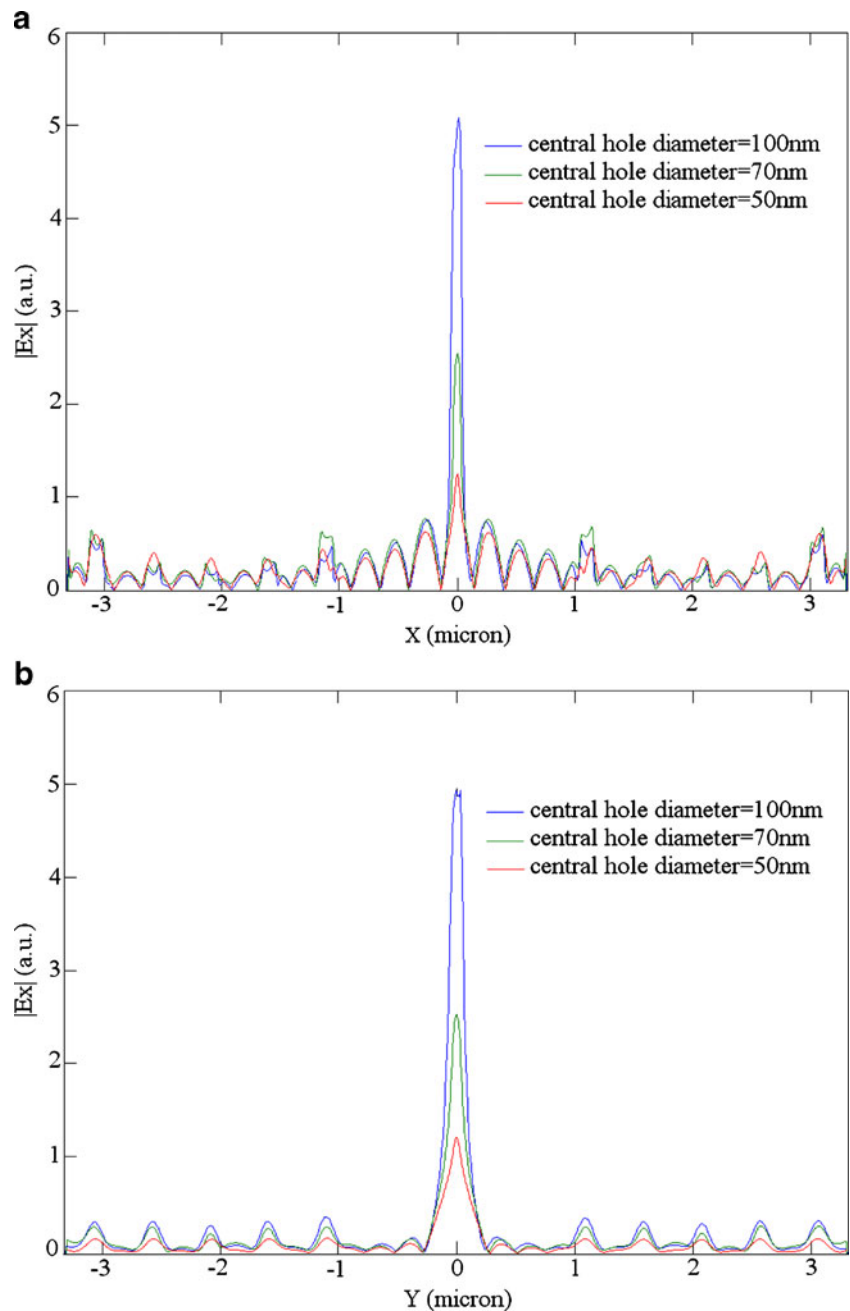 a
6
5
4
3
2
1
0
|Ex| (a.u.)
central hole diameter=100nm
central hole diameter=70nm
central hole diameter=50nm
-3 -2 -1 0 1 2 3
X (micron)
b
6
5
4
3
2
1
0
|Ex| (a.u.)
central hole diameter=100nm
central hole diameter=70nm
central hole diameter=50nm
-3 -2 -1 0 1 2 3
Y (micron)